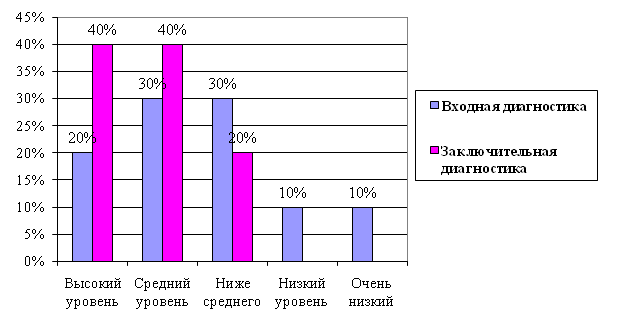 45%
40%
35%
30%
25%
20%
15%
10%
5%
0%
20%
40%
30%
40%
30%
20%
10%
10%
Высокий
уровень
Средний
уровень
Ниже
среднего
Низкий
уровень
Очень
низкий
Входная диагностика
Заключительная
диагностика